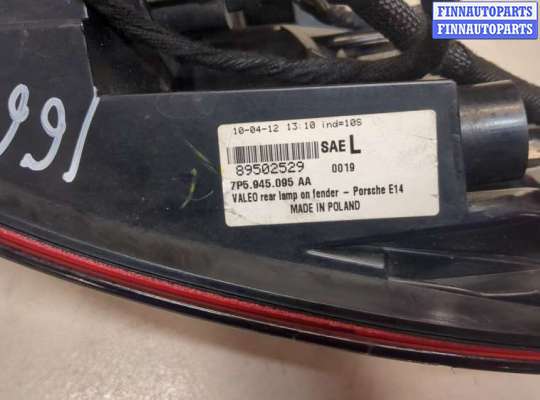 FINNAUTOPARTS
FINNAUTOPARTS
10-04-12 13:10 ind=10S
SAE L
89502529 0019
7P5.945.095 AA
VALEO rear lamp on fender - Porsche E14
MADE IN POLAND